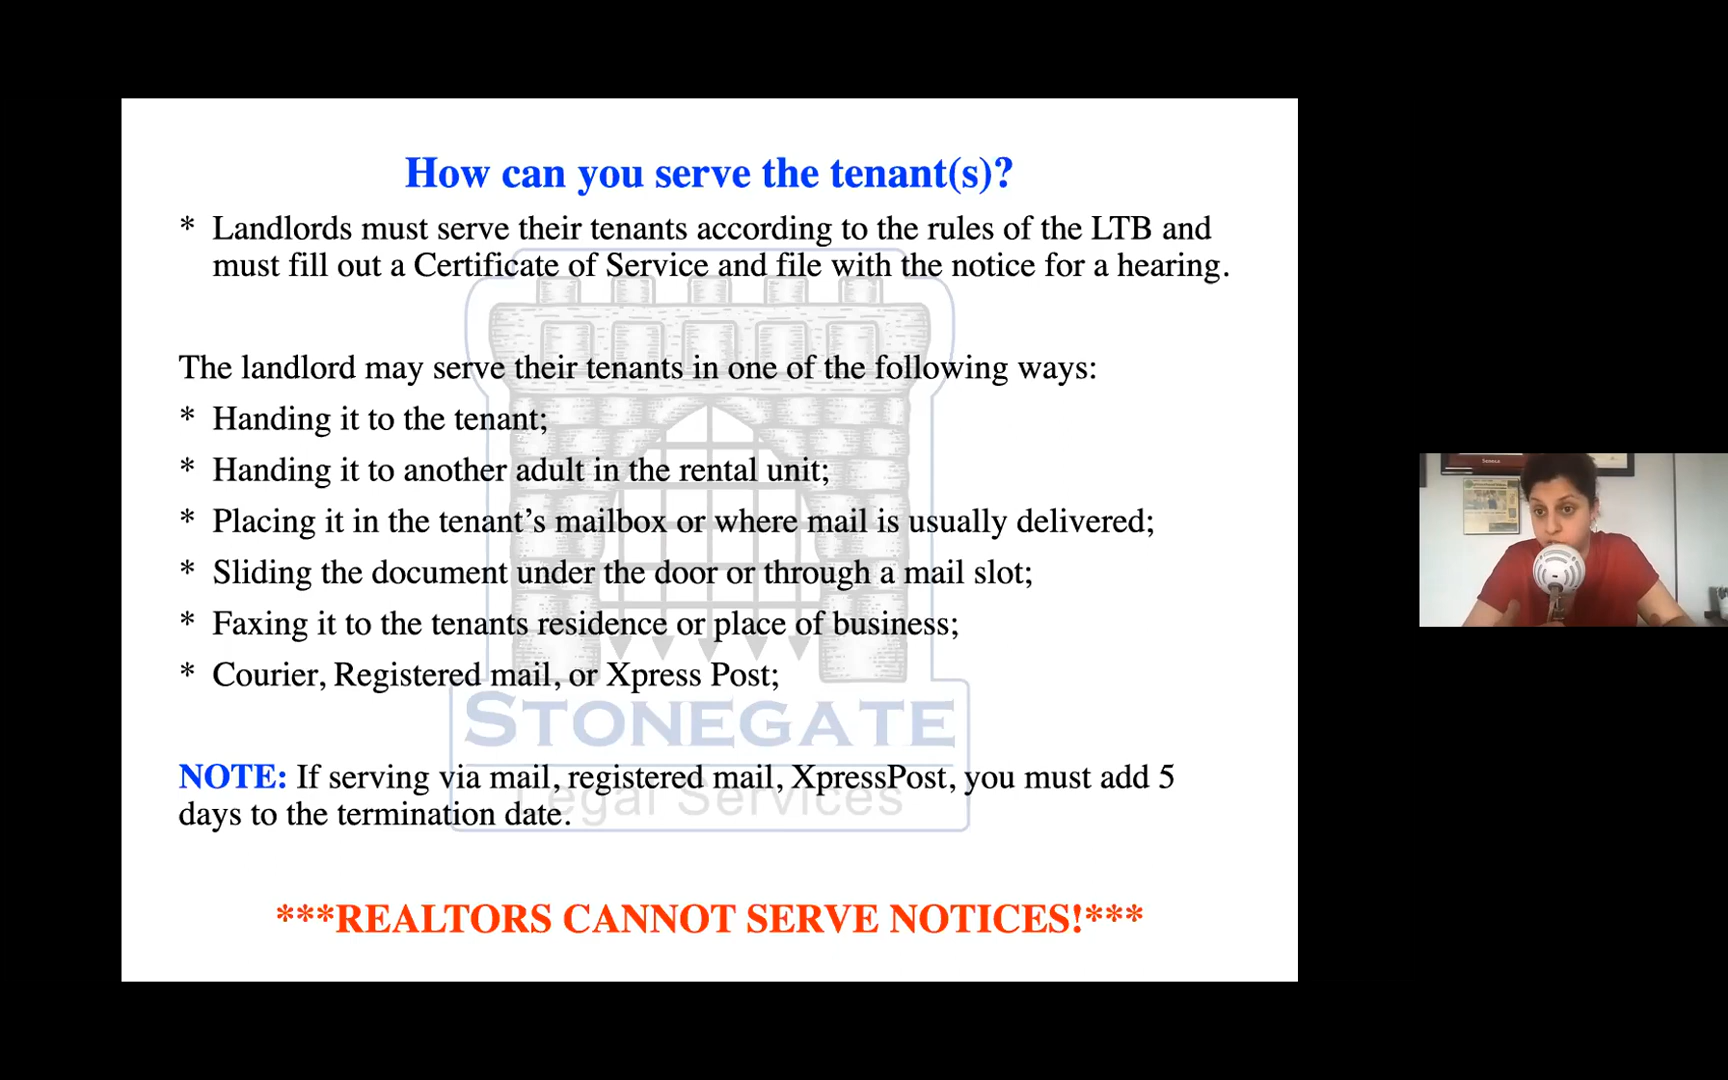 How can you serve the tenant(s)?
* Landlords must serve their tenants according to the rules of the LTB and
must fill out a Certificate of Service and file with the notice for a hearing.
The landlord may serve their tenants in one of the following ways:
* Handing it to the tenant;
* Handing it to another adult in the rental unit;
* Placing it in the tenant’s mailbox or where mail is usually delivered;
* Sliding the document under the door or through a mail slot;
* Faxing it to the tenants residence or place of business;
* Courier, Registered mail, or Xpress Post;
STONEGATE
Legal Services
NOTE: If serving via mail, registered mail, XpressPost, you must add 5
days to the termination date.
***REALTORS CANNOT SERVE NOTICES!***
Seneca